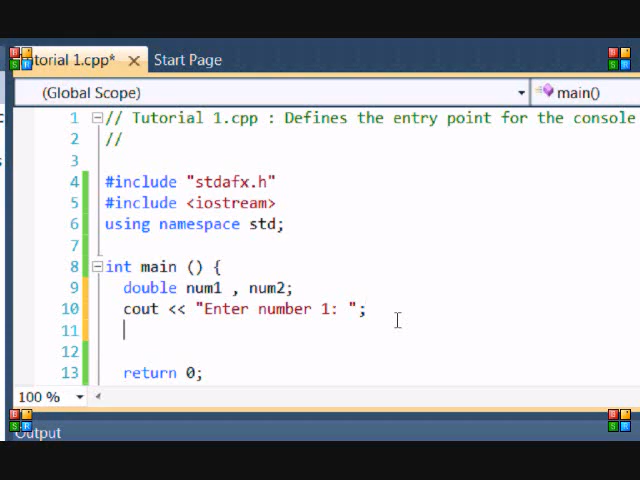 torial 1.cpp* Start Page
(Global Scope) main()
1 // Tutorial 1.cpp : Defines the entry point for the console
2 //
3
4 #include "stdafx.h"
5 #include <iostream>
6 using namespace std;
7
8 int main () {
9 double num1 , num2;
10 cout << "Enter number 1: ";
11
12
13 return 0;
100 %
Output